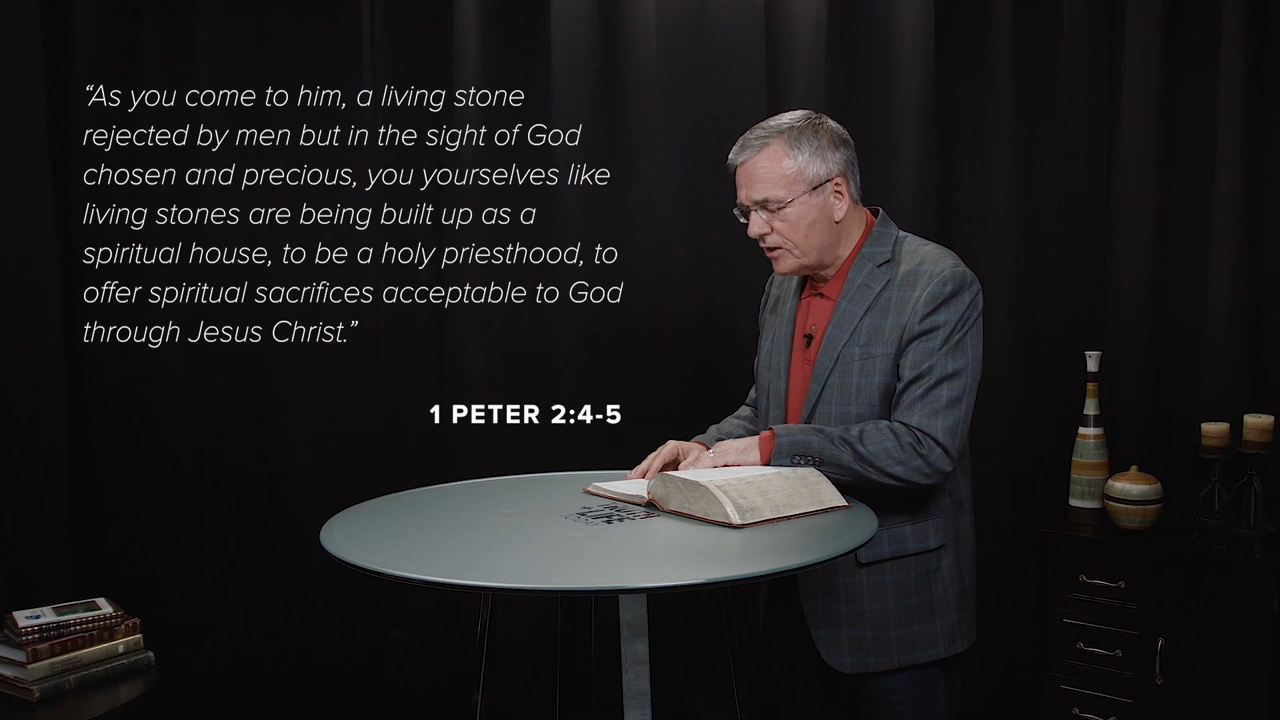 “As you come to him, a living stone
rejected by men but in the sight of God
chosen and precious, you yourselves like
living stones are being built up as a
spiritual house, to be a holy priesthood, to
offer spiritual sacrifices acceptable to God
through Jesus Christ.”
1 PETER 2:4-5
LIFE